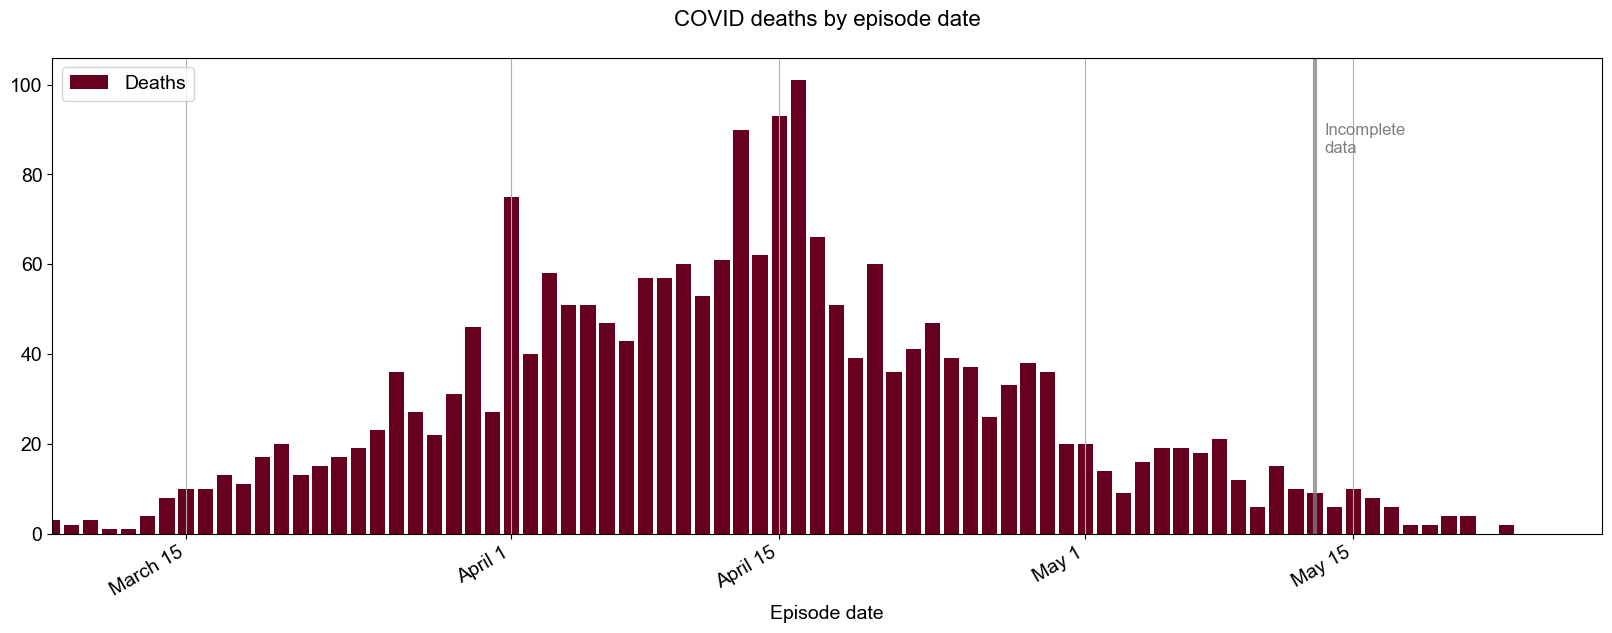 COVID deaths by episode date
Deaths
100
80
60
40
20
0
Incomplete
data
March 15
April 1
April 15
May 1
May 15
Episode date